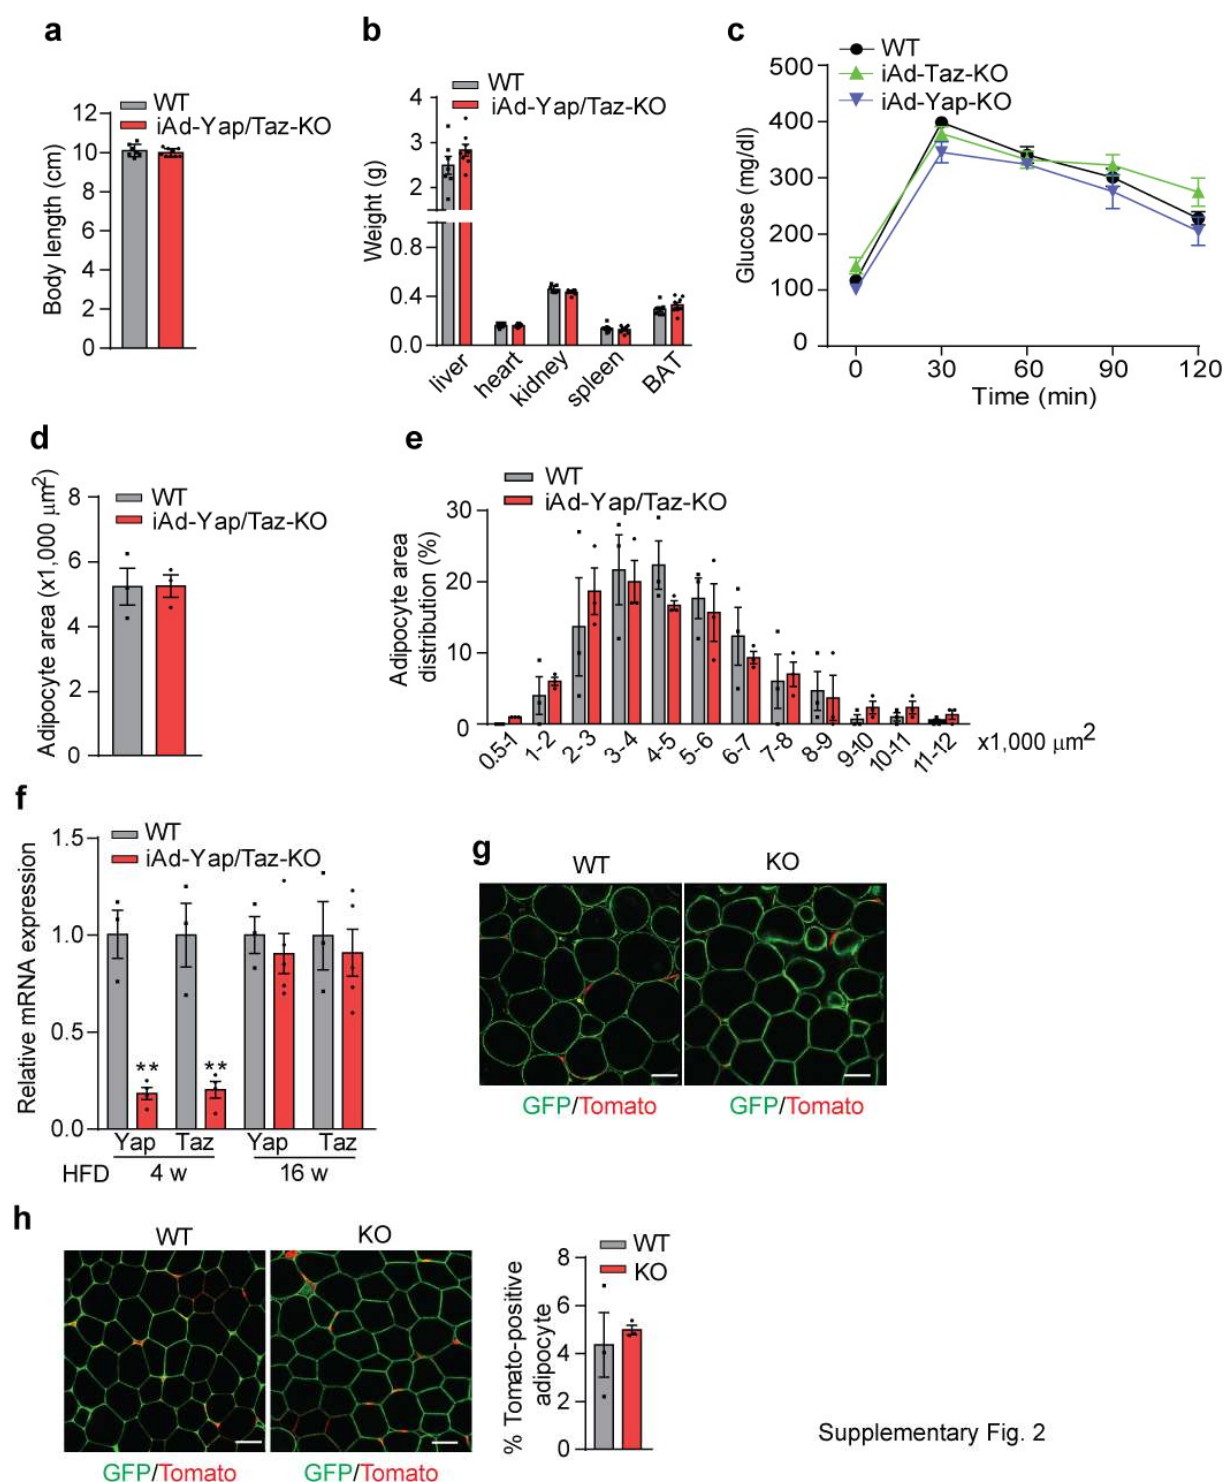 a
WT
iAd-Yap/Taz-KO
Body length (cm)
12
10
8
6
4
2
0
b
WT
iAd-Yap/Taz-KO
Weight (g)
4
3
2
0.8
0.4
0.0
liver
heart
kidney
spleen
BAT
c
WT
iAd-Taz-KO
iAd-Yap-KO
Glucose (mg/dl)
500
400
300
200
100
0
0 30 60 90 120
Time (min)
d
WT
iAd-Yap/Taz-KO
Adipocyte area (x1,000 μm²)
8
6
4
2
0
e
WT
iAd-Yap/Taz-KO
Adipocyte area
distribution (%)
30
20
10
0
0.5-1
1-2
2-3
3-4
4-5
5-6
6-7
7-8
8-9
9-10
10-11
11-12
x1,000 μm²
f
WT
iAd-Yap/Taz-KO
Relative mRNA expression
1.5
1.0
0.5
0.0
** **
Yap Taz Yap Taz
HFD 4 w 16 w
g
WT KO
GFP/Tomato GFP/Tomato
h
WT KO
GFP/Tomato GFP/Tomato
WT
KO
% Tomato-positive
adipocyte
8
6
4
2
0
Supplementary Fig. 2